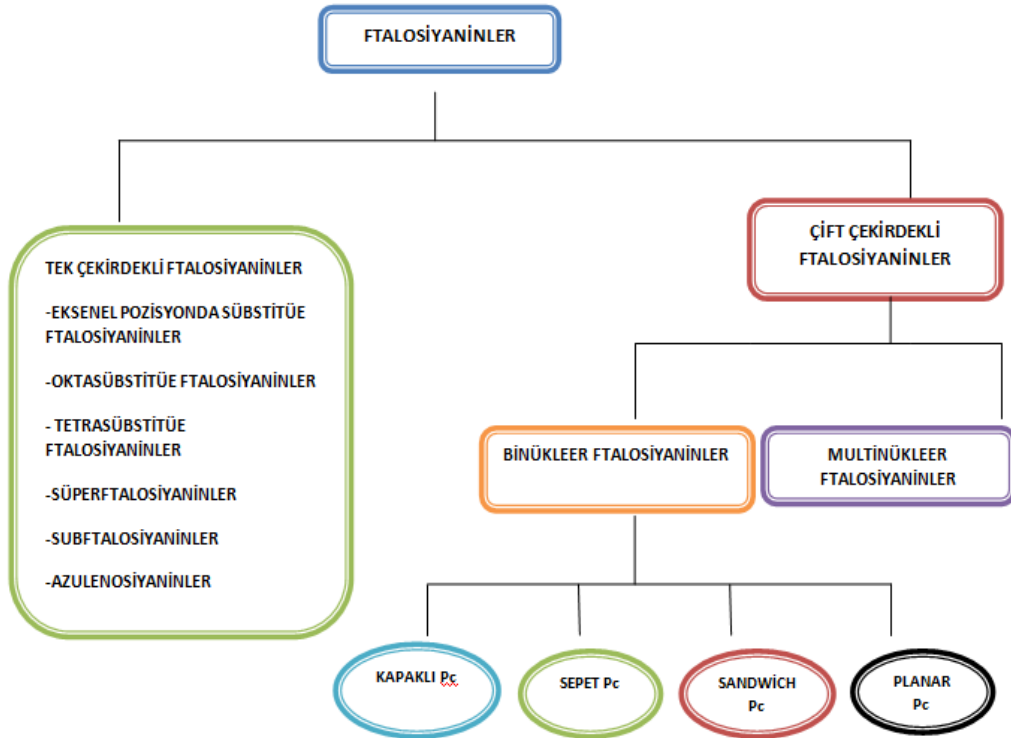 FTALOSİYANİNLER
TEK ÇEKİRDEKLİ FTALOSİYANİNLER
-EKSENEL POZİSYONDA SÜBSTİTÜE
FTALOSİYANİNLER
-OKTASÜBSTİTÜE FTALOSİYANİNLER
- TETRASÜBSTİTÜE
FTALOSİYANİNLER
-SÜPERFTALOSİYANİNLER
-SUBFTALOSİYANİNLER
-AZULENOSİYANİNLER
ÇİFT ÇEKİRDEKLİ
FTALOSİYANİNLER
BİNÜKLEER FTALOSİYANİNLER
MULTİNÜKLEER
FTALOSİYANİNLER
KAPAKLI Pc
SEPET Pc
SANDWİCH
Pc
PLANAR
Pc